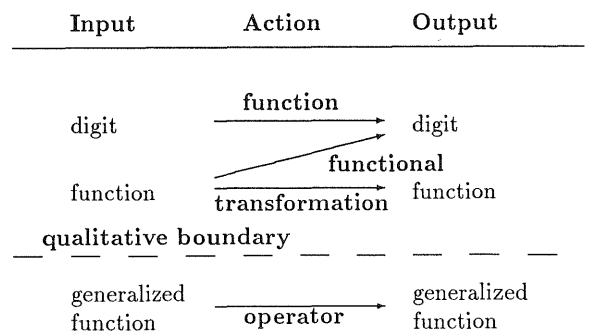 Input Action Output
function
digit digit
functional
function function
transformation
qualitative boundary
generalized generalized
function operator function